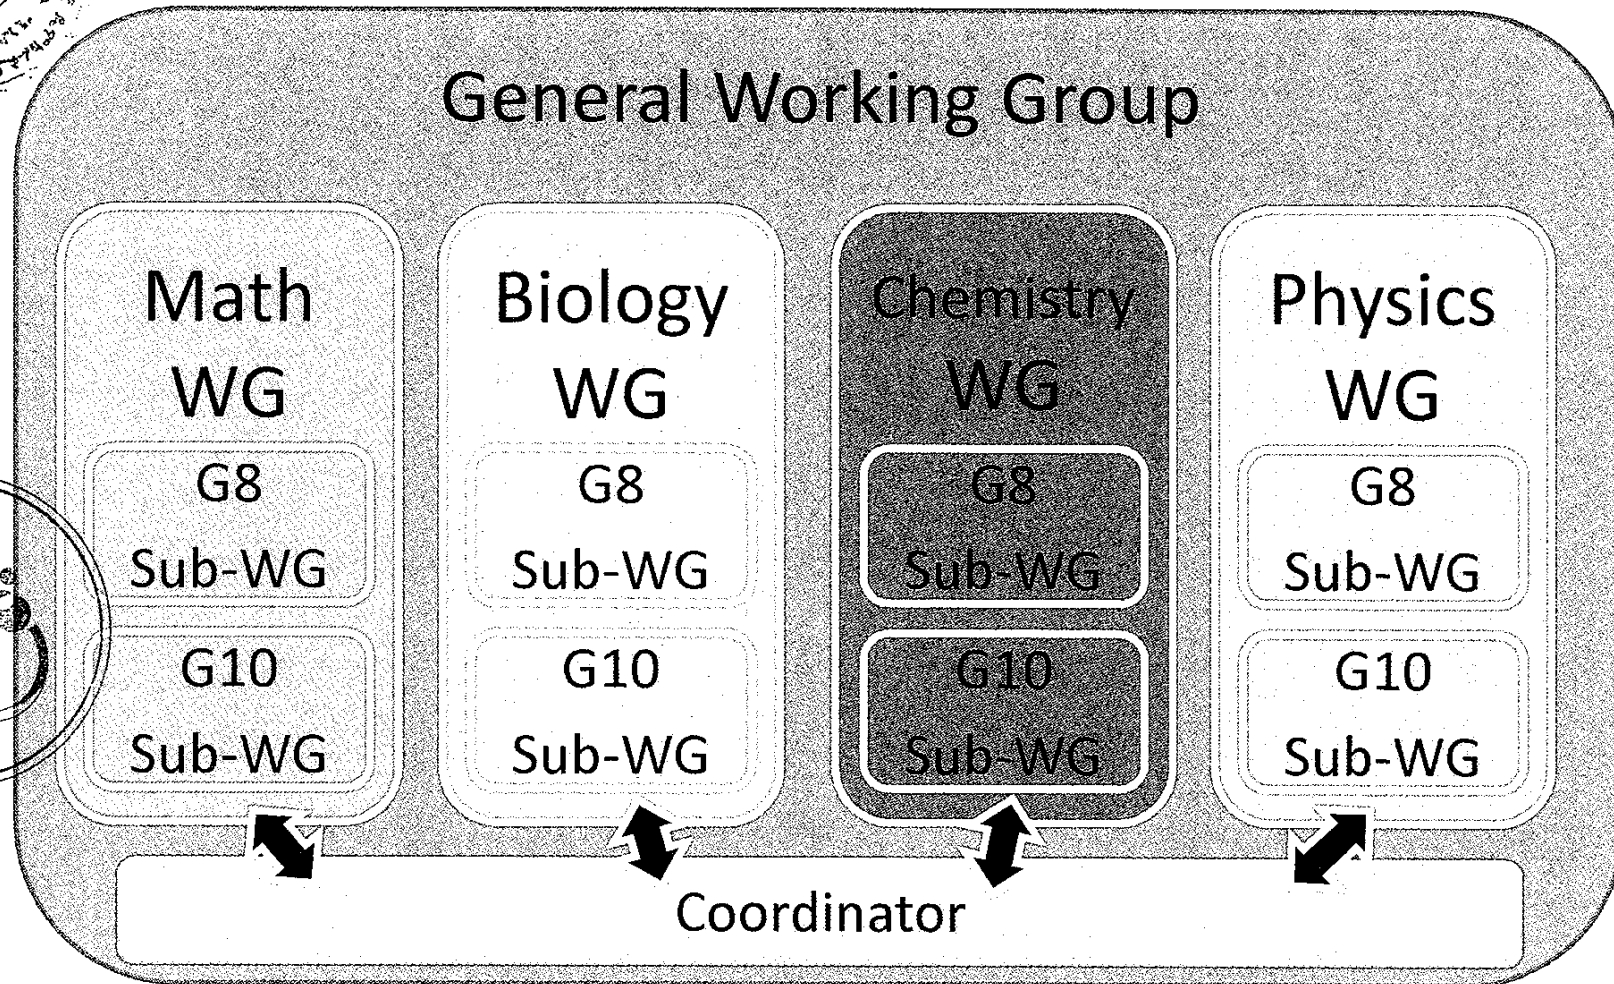 General Working Group
Math
WG
G8
Sub-WG
G10
Sub-WG
Biology
WG
G8
Sub-WG
G10
Sub-WG
Chemistry
WG
G8
Sub-WG
G10
Sub-WG
Physics
WG
G8
Sub-WG
G10
Sub-WG
Coordinator